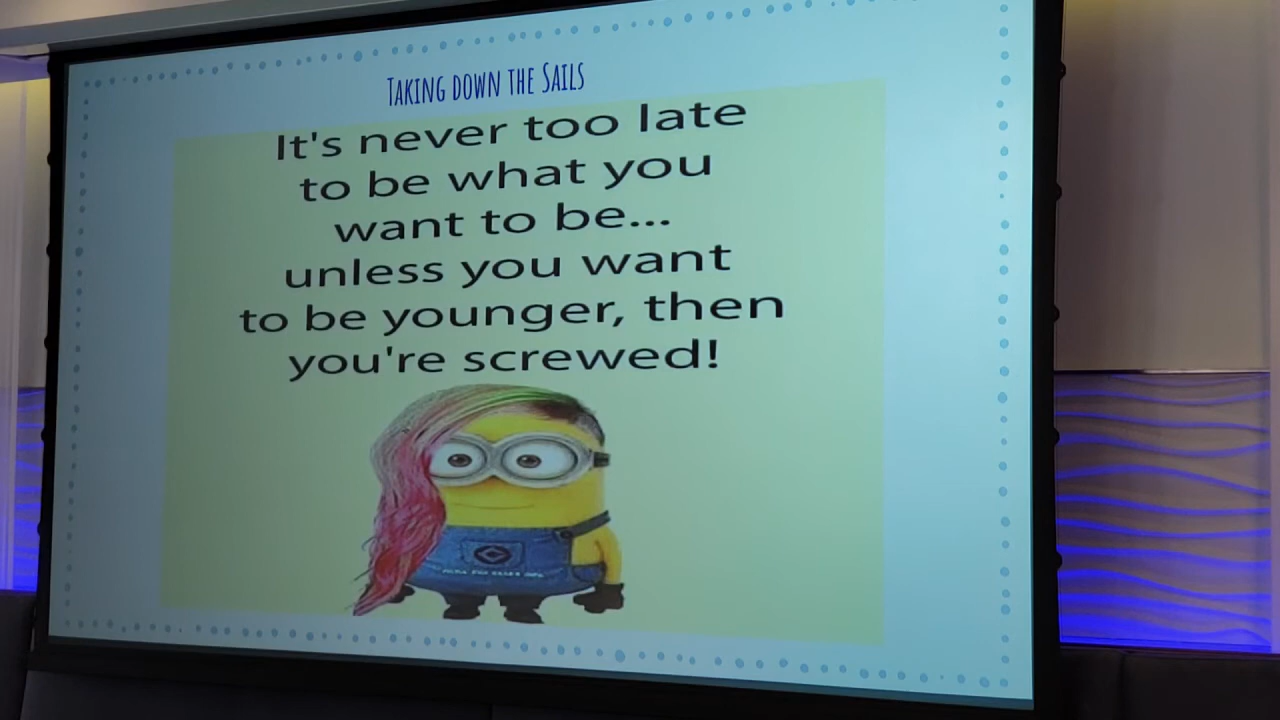 Taking down the Sails
It's never too late
to be what you
want to be...
unless you want
to be younger, then
you're screwed!